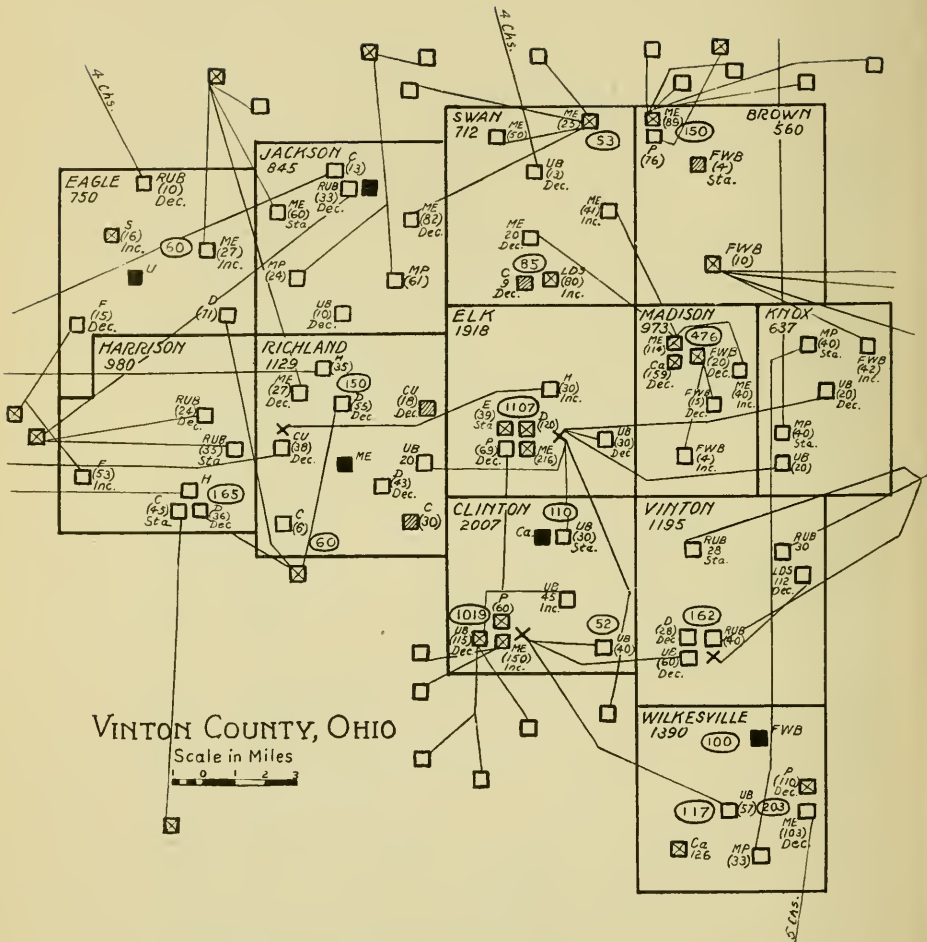 4 Chs.
4 Chs.
SWAN
712
ME
(50)
ME
(25)
53
UB
(13)
Dec.
ME
(41)
Inc.
ME
20
Dec.
85
C
9
Dec.
LDS
(80)
Inc.
BROWN
560
ME
(89)
150
P
(76)
FWB
(4)
Sta.
FWB
(10)
JACKSON
845
C
(13)
RUB
(33)
Dec.
ME
(60)
Sta
ME
(82)
Dec.
MP
(24)
MP
(61)
UB
(10)
Dec.
EAGLE
750
RUB
(10)
Dec.
S
(16)
Inc.
60
ME
(27)
Inc.
U
F
(15)
Dec.
D
(71)
HARRISON
980
RUB
(24)
Dec.
RUB
(35)
Sta
F
(53)
Inc.
H
165
C
(45)
Sta
D
(36)
Dec
RICHLAND
1129
H
(35)
ME
(27)
Dec.
150
D
(55)
Dec.
CU
(18)
Dec.
CU
(38)
Dec.
ME
UB
20
D
(43)
Dec.
C
(6)
60
C
(30)
ELK
1918
H
(30)
Inc.
E
(39)
Sta
1107
D
(20)
P
(69)
Dec.
ME
(216)
UB
(30)
Dec.
MADISON
973
476
ME
(114)
FWB
(20)
Dec.
Ca
(159)
Dec.
ME
(40)
Inc.
FWB
(15)
Dec.
FWB
(4)
Inc.
KNOX
637
MP
(40)
Sta.
FWB
(42)
Inc.
UB
(20)
Dec.
MP
(40)
Sta.
UB
(20)
CLINTON
2007
110
Ca
UB
(30)
Sta.
UB
45
Inc.
P
(60)
1019
UB
(115)
Dec.
ME
(150)
Inc.
52
UB
(40)
VINTON
1195
RUB
28
Sta.
RUB
30
LDS
112
Dec.
162
D
(28)
Dec
RUB
(40)
UB
(60)
Dec.
WILKESVILLE
1390
100
FWB
P
(110)
Dec.
117
UB
(57)
203
ME
(103)
Dec.
Ca
126
MP
(33)
5 Chs.
VINTON COUNTY, OHIO
Scale in Miles
1 0 1 2 3